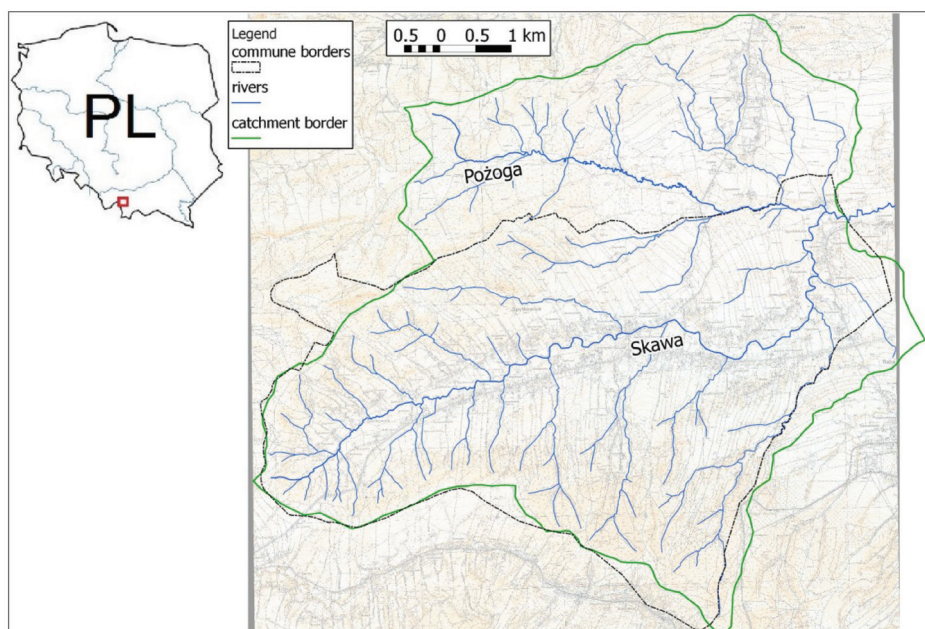 PL
Legend
commune borders
rivers
catchment border
0.5 0 0.5 1 km
Pożoga
Skawa